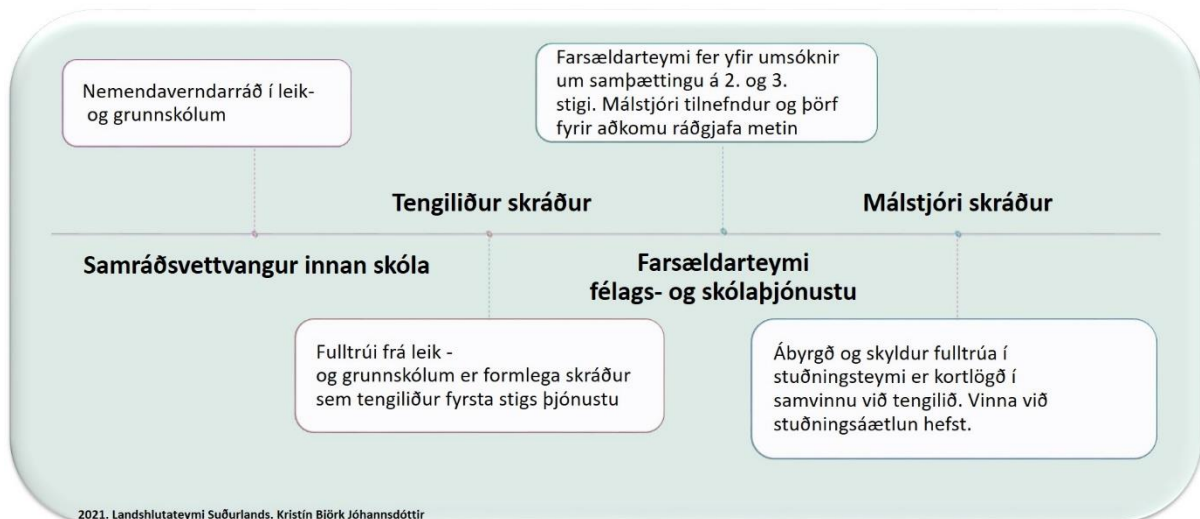 Nemendaverndarráð í leik-
og grunnskólum
Farsældarteymi fer yfir umsóknir
um samþættingu á 2. og 3.
stigi. Málstjóri tilnefndur og þörf
fyrir aðkomu ráðgjafa metin
Tengiliður skráður
Málstjóri skráður
Samráðsvettvangur innan skóla
Farsældarteymi
félags- og skólaþjónustu
Fulltrúi frá leik -
og grunnskólum er formlega skráður
sem tengiliður fyrsta stigs þjónustu
Ábyrgð og skyldur fulltrúa í
stuðningsteymi er kortlögð í
samvinnu við tengilið. Vinna við
stuðningsáætlun hefst.
2021. Landshlutateymi Suðurlands. Kristín Björk Jóhannsdóttir